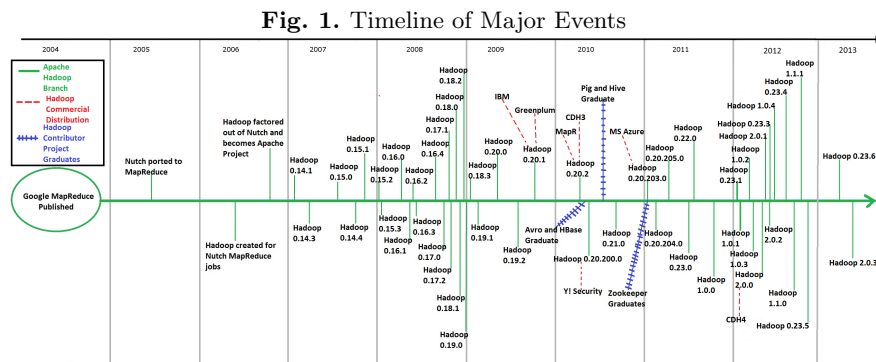 Fig. 1. Timeline of Major Events
2004
2005
2006
2007
2008
2009
2010
2011
2012
2013
Apache
Hadoop
Branch
Hadoop
Commercial
Distribution
Hadoop
Contributor
Project
Graduates
Google MapReduce
Published
Nutch ported to
MapReduce
Hadoop factored
out of Nutch and
becomes Apache
Project
Hadoop created for
Nutch MapReduce
jobs
Hadoop
0.14.1
Hadoop
0.14.3
Hadoop
0.15.0
Hadoop
0.14.4
Hadoop
0.15.1
Hadoop
0.15.2
Hadoop
0.15.3
Hadoop
0.16.0
Hadoop
0.16.1
Hadoop
0.16.2
Hadoop
0.16.3
Hadoop
0.16.4
Hadoop
0.17.0
Hadoop
0.17.1
Hadoop
0.17.2
Hadoop
0.18.0
Hadoop
0.18.1
Hadoop
0.18.2
Hadoop
0.19.0
Hadoop
0.18.3
Hadoop
0.19.1
Hadoop
0.20.0
Hadoop
0.19.2
IBM
Greenplum
Hadoop
0.20.1
Avro and HBase
Graduate
MapR
CDH3
Hadoop
0.20.2
Hadoop 0.20.200.0
Y! Security
Pig and Hive
Graduate
Hadoop
0.21.0
MS Azure
Hadoop
0.20.203.0
Zookeeper
Graduates
Hadoop
0.20.204.0
Hadoop
0.20.205.0
Hadoop
0.22.0
Hadoop
0.23.0
Hadoop
1.0.0
Hadoop
0.23.1
Hadoop
1.0.1
CDH4
Hadoop
1.0.2
Hadoop
1.0.3
Hadoop
2.0.0
Hadoop
2.0.1
Hadoop 0.23.3
Hadoop
2.0.2
Hadoop 1.0.4
Hadoop
0.23.4
Hadoop
1.1.0
Hadoop
1.1.1
Hadoop 0.23.5
Hadoop 0.23.6
Hadoop 2.0.3